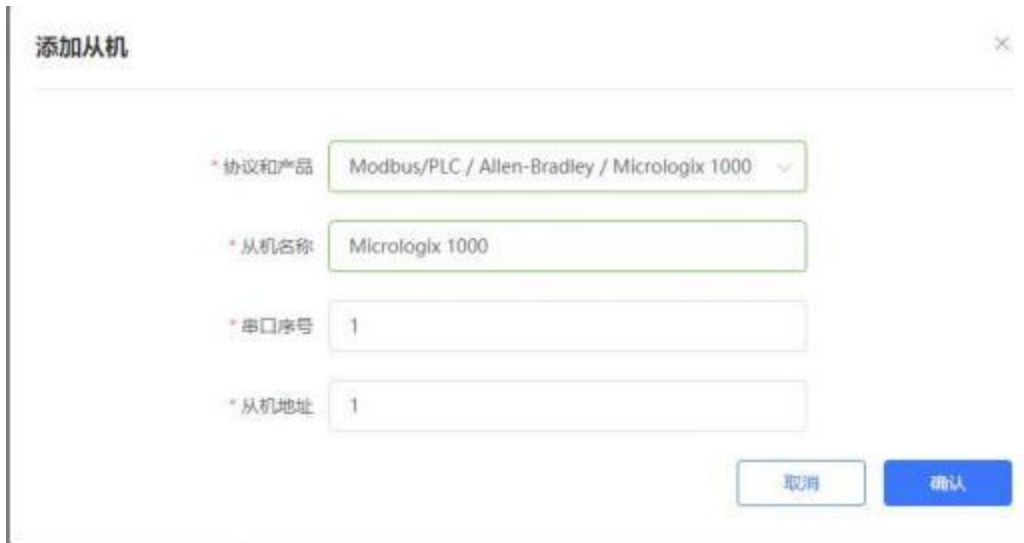 添加从机
* 协议和产品 Modbus/PLC / Allen-Bradley / Micrologix 1000
* 从机名称 Micrologix 1000
* 串口序号 1
* 从机地址 1
取消 确认